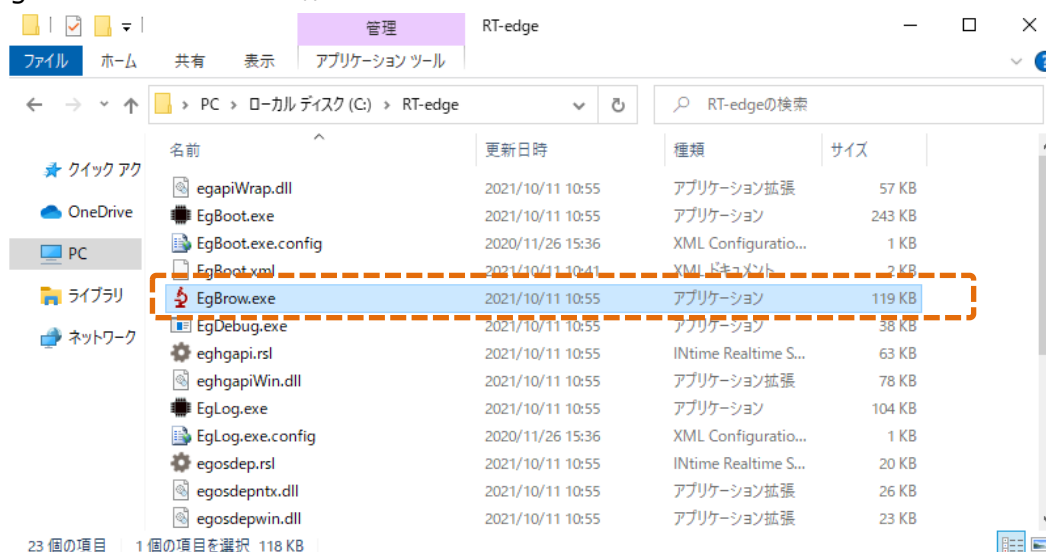 管理 RT-edge
ファイル ホーム 共有 表示 アプリケーション ツール
PC › ローカル ディスク (C:) › RT-edge RT-edgeの検索
名前 更新日時 種類 サイズ
クイック アク
OneDrive
PC
ライブラリ
ネットワーク
egapiWrap.dll 2021/10/11 10:55 アプリケーション拡張 57 KB
EgBoot.exe 2021/10/11 10:55 アプリケーション 243 KB
EgBoot.exe.config 2020/11/26 15:36 XML Configuratio... 1 KB
EgBoot.xml 2021/10/11 10:41 XML ドキュメント 2 KB
EgBrow.exe 2021/10/11 10:55 アプリケーション 119 KB
EgDebug.exe 2021/10/11 10:55 アプリケーション 38 KB
eghgapi.rsl 2021/10/11 10:55 INtime Realtime S... 63 KB
eghgapiWin.dll 2021/10/11 10:55 アプリケーション拡張 78 KB
EgLog.exe 2021/10/11 10:55 アプリケーション 104 KB
EgLog.exe.config 2020/11/26 15:36 XML Configuratio... 1 KB
egosdep.rsl 2021/10/11 10:55 INtime Realtime S... 20 KB
egosdepntx.dll 2021/10/11 10:55 アプリケーション拡張 26 KB
egosdepwin.dll 2021/10/11 10:55 アプリケーション拡張 23 KB
23 個の項目 1 個の項目を選択 118 KB